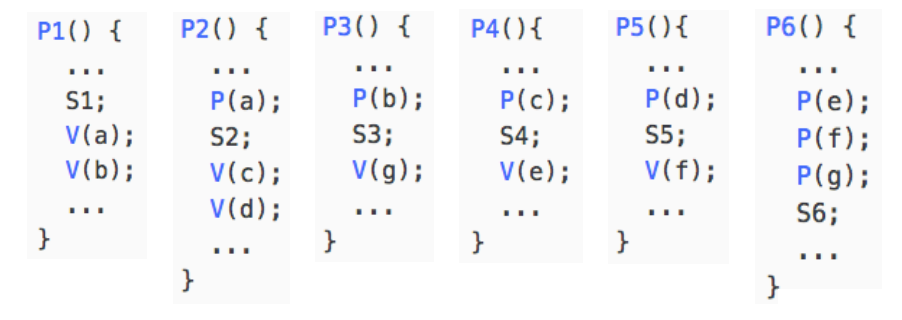 P1() {
...
S1;
V(a);
V(b);
...
}
P2() {
...
P(a);
S2;
V(c);
V(d);
...
}
P3() {
...
P(b);
S3;
V(g);
...
}
P4(){
...
P(c);
S4;
V(e);
...
}
P5(){
...
P(d);
S5;
V(f);
...
}
P6() {
...
P(e);
P(f);
P(g);
S6;
...
}